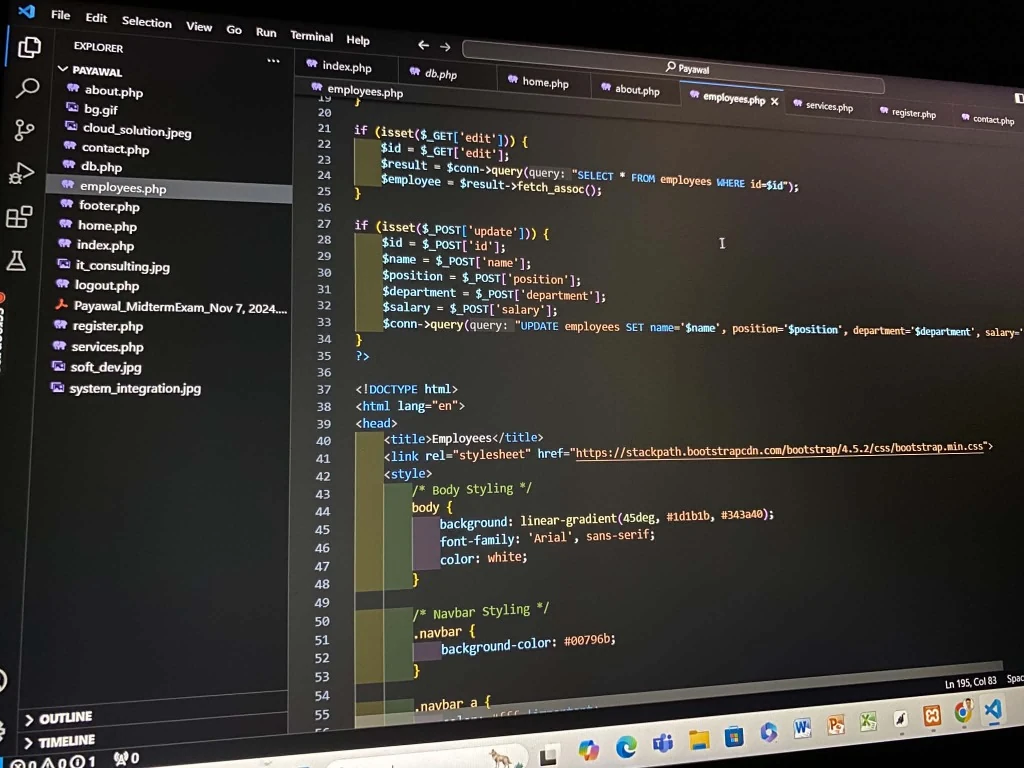 File Edit Selection View Go Run Terminal Help
Payawal
EXPLORER
PAYAWAL
about.php
bg.gif
cloud_solution.jpeg
contact.php
db.php
employees.php
footer.php
home.php
index.php
it_consulting.jpg
logout.php
Payawal_MidtermExam_Nov 7, 2024....
register.php
services.php
soft_dev.jpg
system_integration.jpg
OUTLINE
TIMELINE
index.php db.php home.php about.php employees.php services.php register.php contact.php
employees.php
19 }
20
21 if (isset($_GET['edit'])) {
22 $id = $_GET['edit'];
23 $result = $conn->query(query: "SELECT * FROM employees WHERE id=$id");
24 $employee = $result->fetch_assoc();
25 }
26
27 if (isset($_POST['update'])) {
28 $id = $_POST['id'];
29 $name = $_POST['name'];
30 $position = $_POST['position'];
31 $department = $_POST['department'];
32 $salary = $_POST['salary'];
33 $conn->query(query: "UPDATE employees SET name='$name', position='$position', department='$department', salary='
34 }
35 ?>
36
37 <!DOCTYPE html>
38 <html lang="en">
39 <head>
40 <title>Employees</title>
41 <link rel="stylesheet" href="https://stackpath.bootstrapcdn.com/bootstrap/4.5.2/css/bootstrap.min.css">
42 <style>
43 /* Body Styling */
44 body {
45 background: linear-gradient(45deg, #1d1b1b, #343a40);
46 font-family: 'Arial', sans-serif;
47 color: white;
48 }
49
50 /* Navbar Styling */
51 .navbar {
52 background-color: #00796b;
53 }
54
55 .navbar a {
Ln 195, Col 83 Spac
0 0 1 0